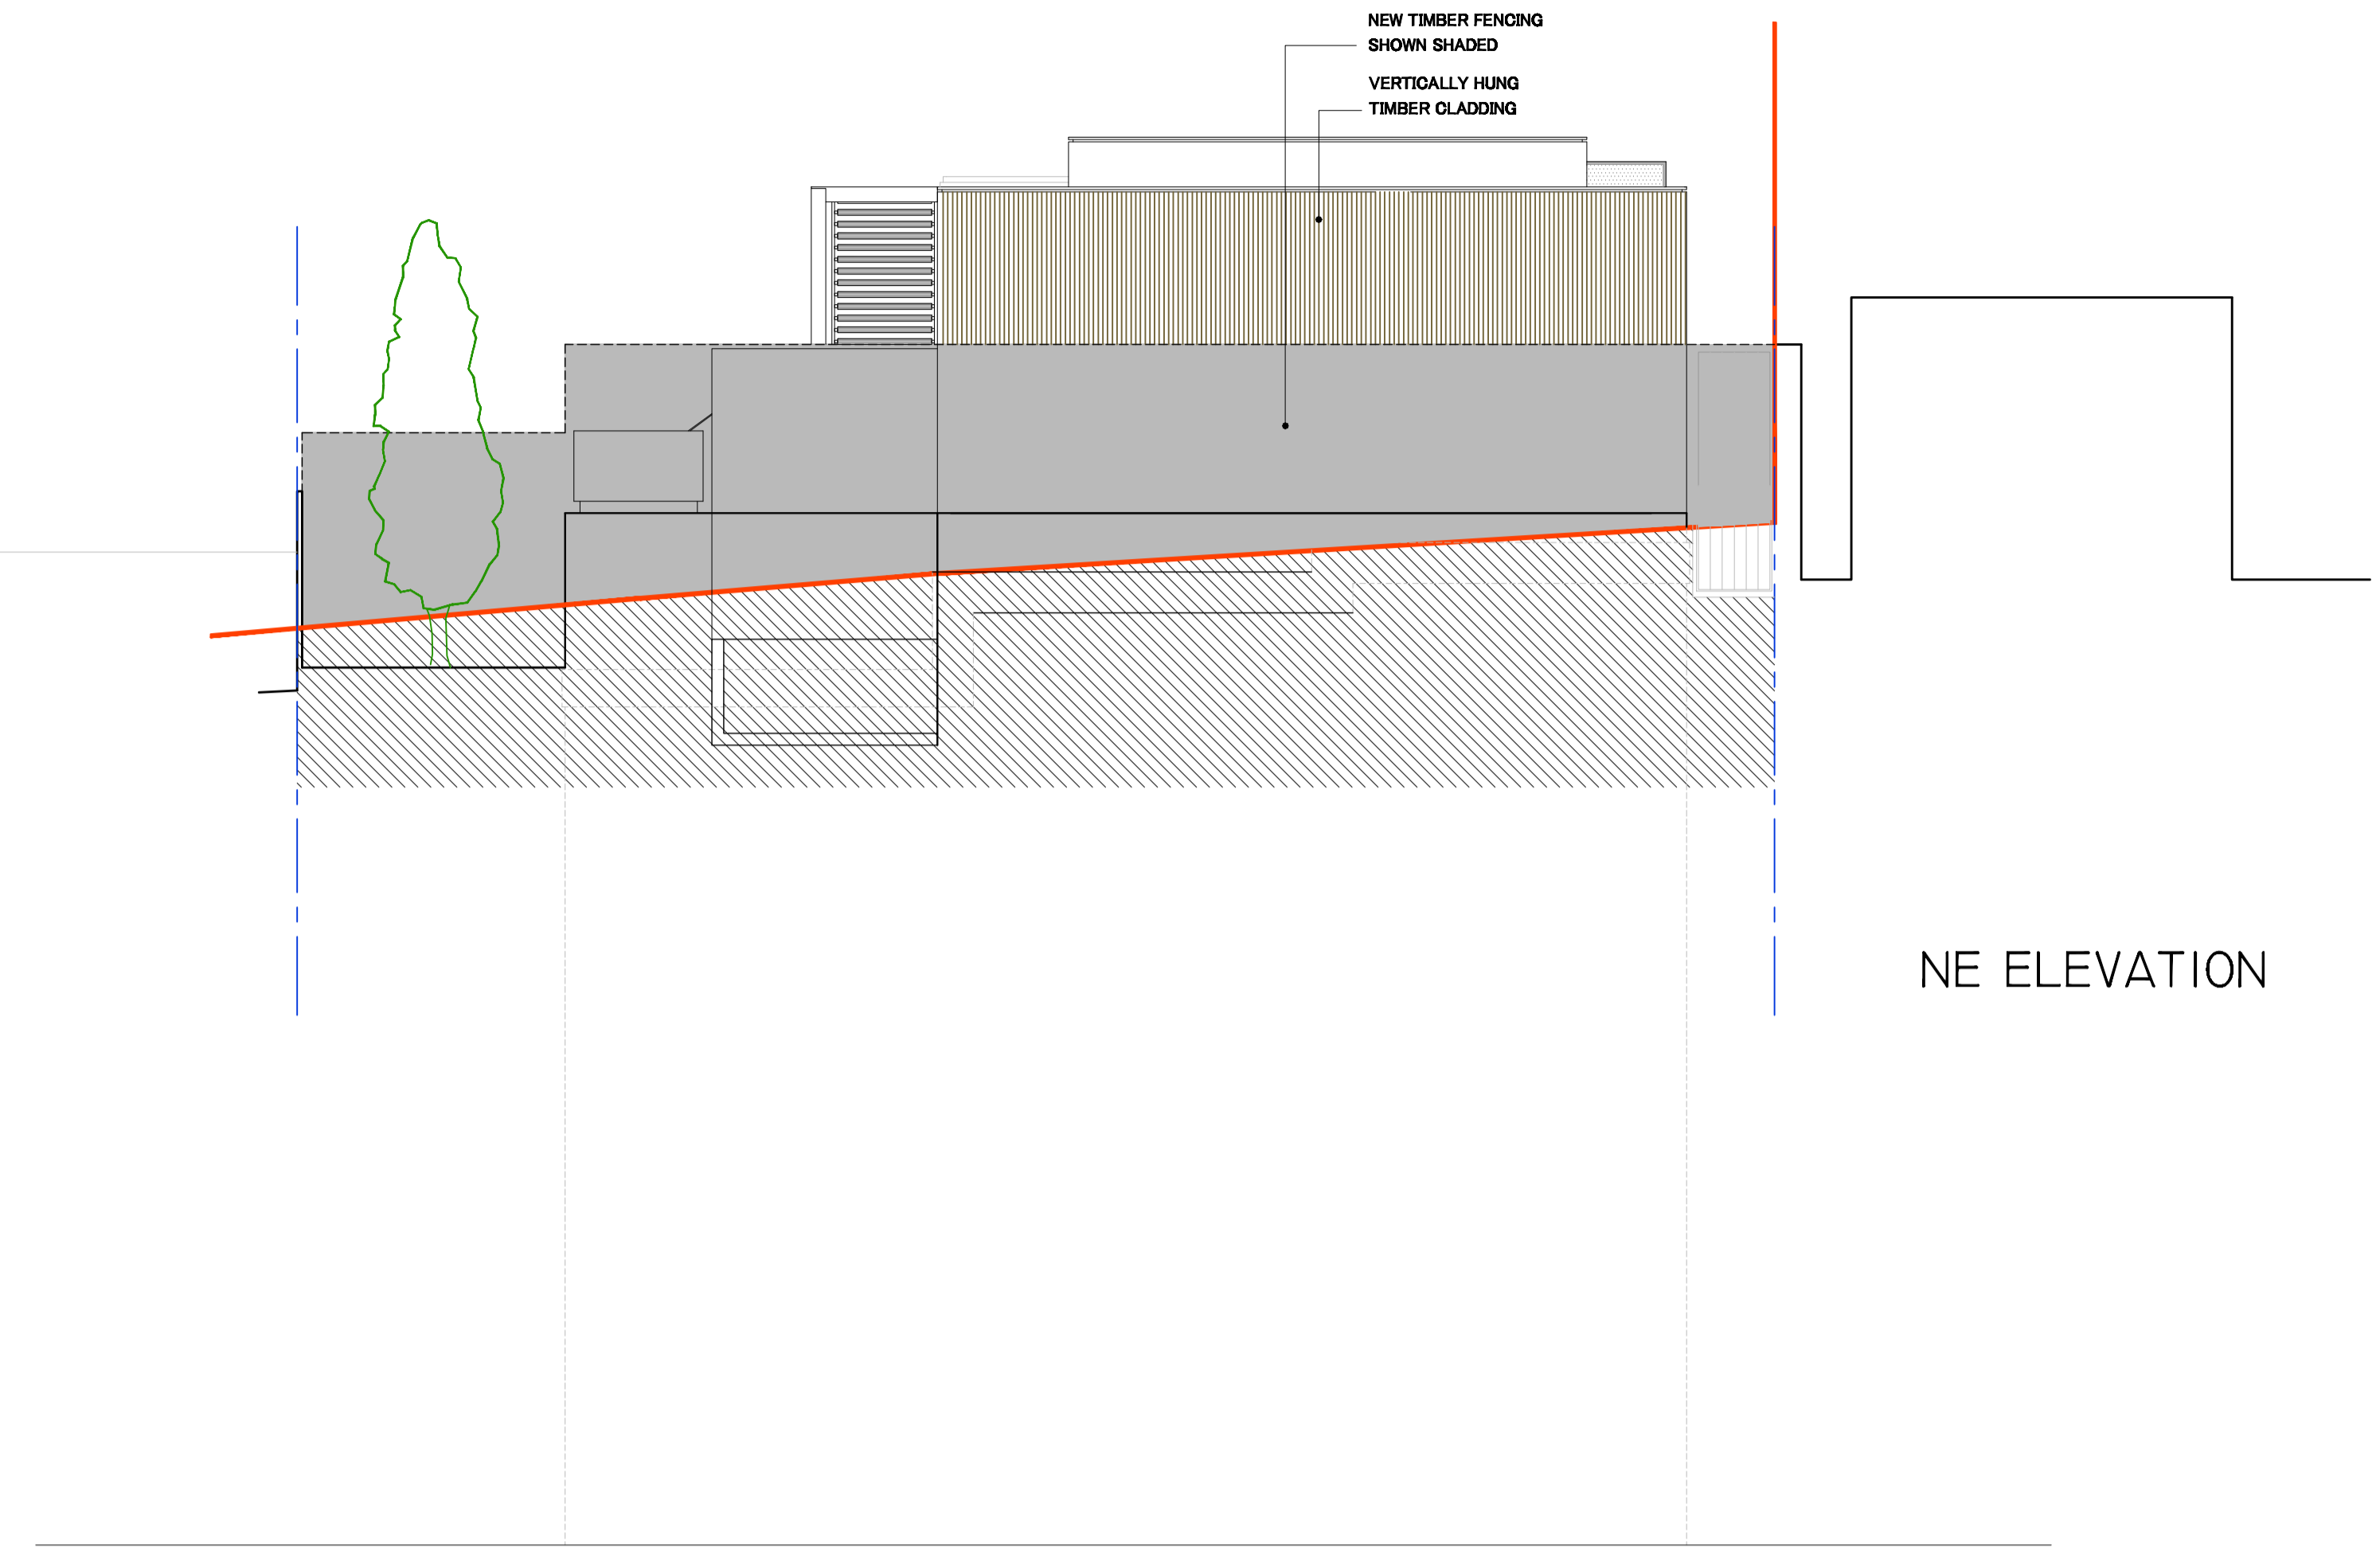 NEW TIMBER FENCING
SHOWN SHADED
VERTICALLY HUNG
TIMBER CLADDING
NE ELEVATION